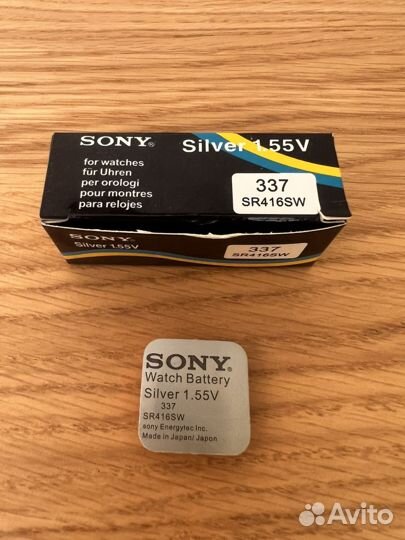 SONY®
Silver 1.55V
for watches
für Uhren
per orologi
pour montres
para relojes
337
SR416SW
SONY®
Silver 1.55V
337
SR416SW
SONY®
Watch Battery
Silver 1.55V
337
SR416SW
sony Energytec Inc.
Made in Japan/ Japon
Avito